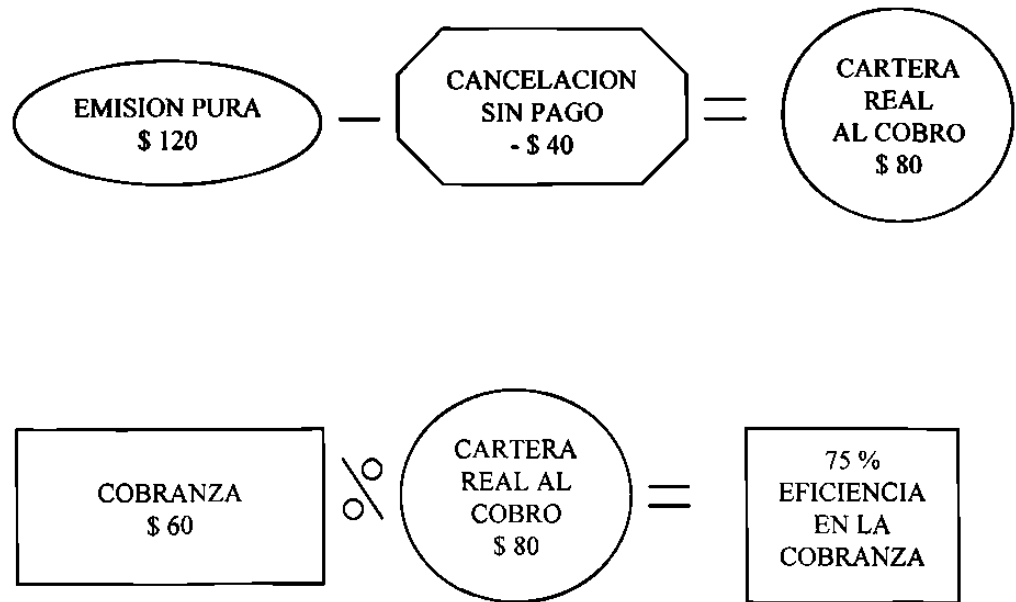 EMISION PURA
$ 120
—
CANCELACION
SIN PAGO
- $ 40
=
CARTERA
REAL
AL COBRO
$ 80
COBRANZA
$ 60
%
CARTERA
REAL AL
COBRO
$ 80
=
75 %
EFICIENCIA
EN LA
COBRANZA